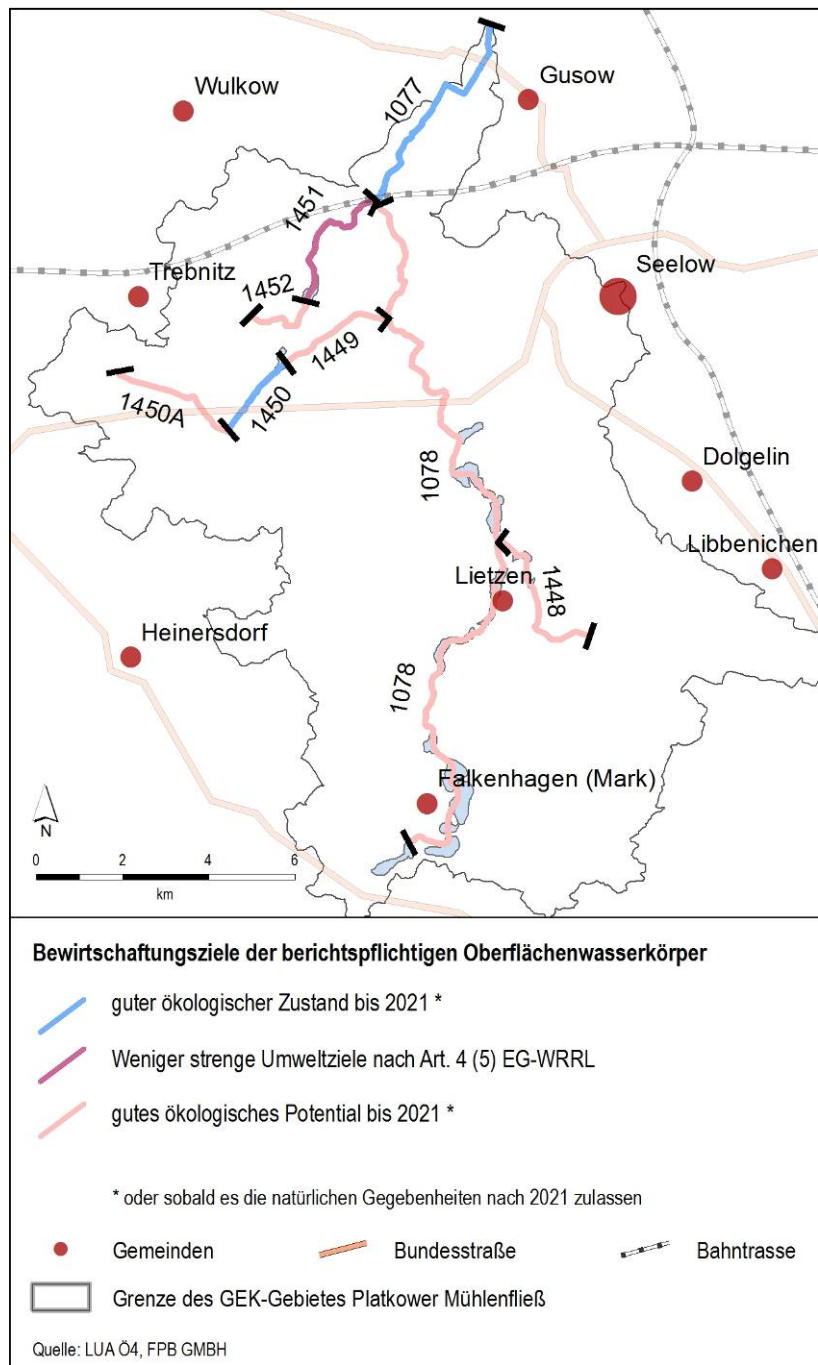 Wulkow
Gusow
1077
1451
Trebnitz
1452
Seelow
1449
1450
1450A
1078
Dolgelin
Libbenichen
Lietzen
1448
Heinersdorf
1078
Falkenhagen (Mark)
N
0 2 4 6
km
Bewirtschaftungsziele der berichtspflichtigen Oberflächenwasserkörper
guter ökologischer Zustand bis 2021 *
Weniger strenge Umweltziele nach Art. 4 (5) EG-WRRL
gutes ökologisches Potential bis 2021 *
* oder sobald es die natürlichen Gegebenheiten nach 2021 zulassen
Gemeinden Bundesstraße Bahntrasse
Grenze des GEK-Gebietes Platkower Mühlenfließ
Quelle: LUA Ö4, FPB GMBH